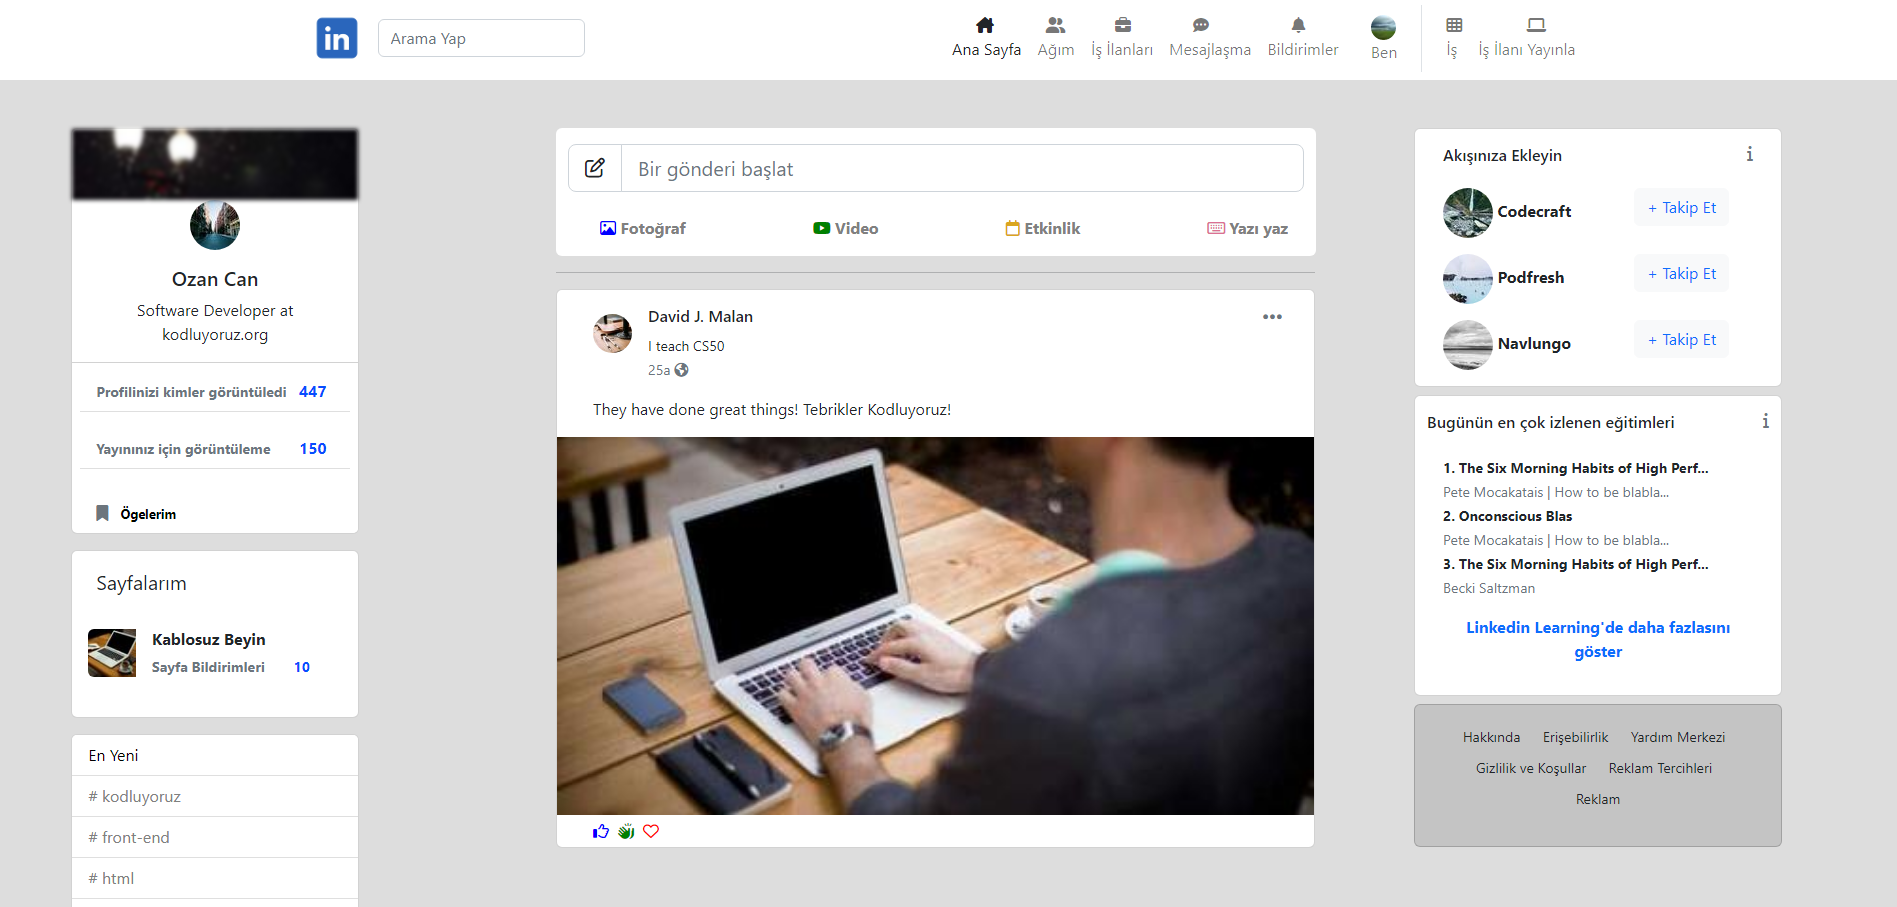 in
Arama Yap
Ana Sayfa
Ağım
İş İlanları
Mesajlaşma
Bildirimler
Ben
İş
İş İlanı Yayınla
Ozan Can
Software Developer at
kodluyoruz.org
Profilinizi kimler görüntüledi 447
Yayınınız için görüntüleme 150
Ögelerim
Sayfalarım
Kablosuz Beyin
Sayfa Bildirimleri 10
En Yeni
# kodluyoruz
# front-end
# html
Bir gönderi başlat
Fotoğraf
Video
Etkinlik
Yazı yaz
David J. Malan
I teach CS50
25a
They have done great things! Tebrikler Kodluyoruz!
Akışınıza Ekleyin
Codecraft
+ Takip Et
Podfresh
+ Takip Et
Navlungo
+ Takip Et
Bugünün en çok izlenen eğitimleri
1. The Six Morning Habits of High Perf...
Pete Mocakatais | How to be blabla...
2. Onconscious Blas
Pete Mocakatais | How to be blabla...
3. The Six Morning Habits of High Perf...
Becki Saltzman
Linkedin Learning'de daha fazlasını
göster
Hakkında Erişebilirlik Yardım Merkezi
Gizlilik ve Koşullar Reklam Tercihleri
Reklam